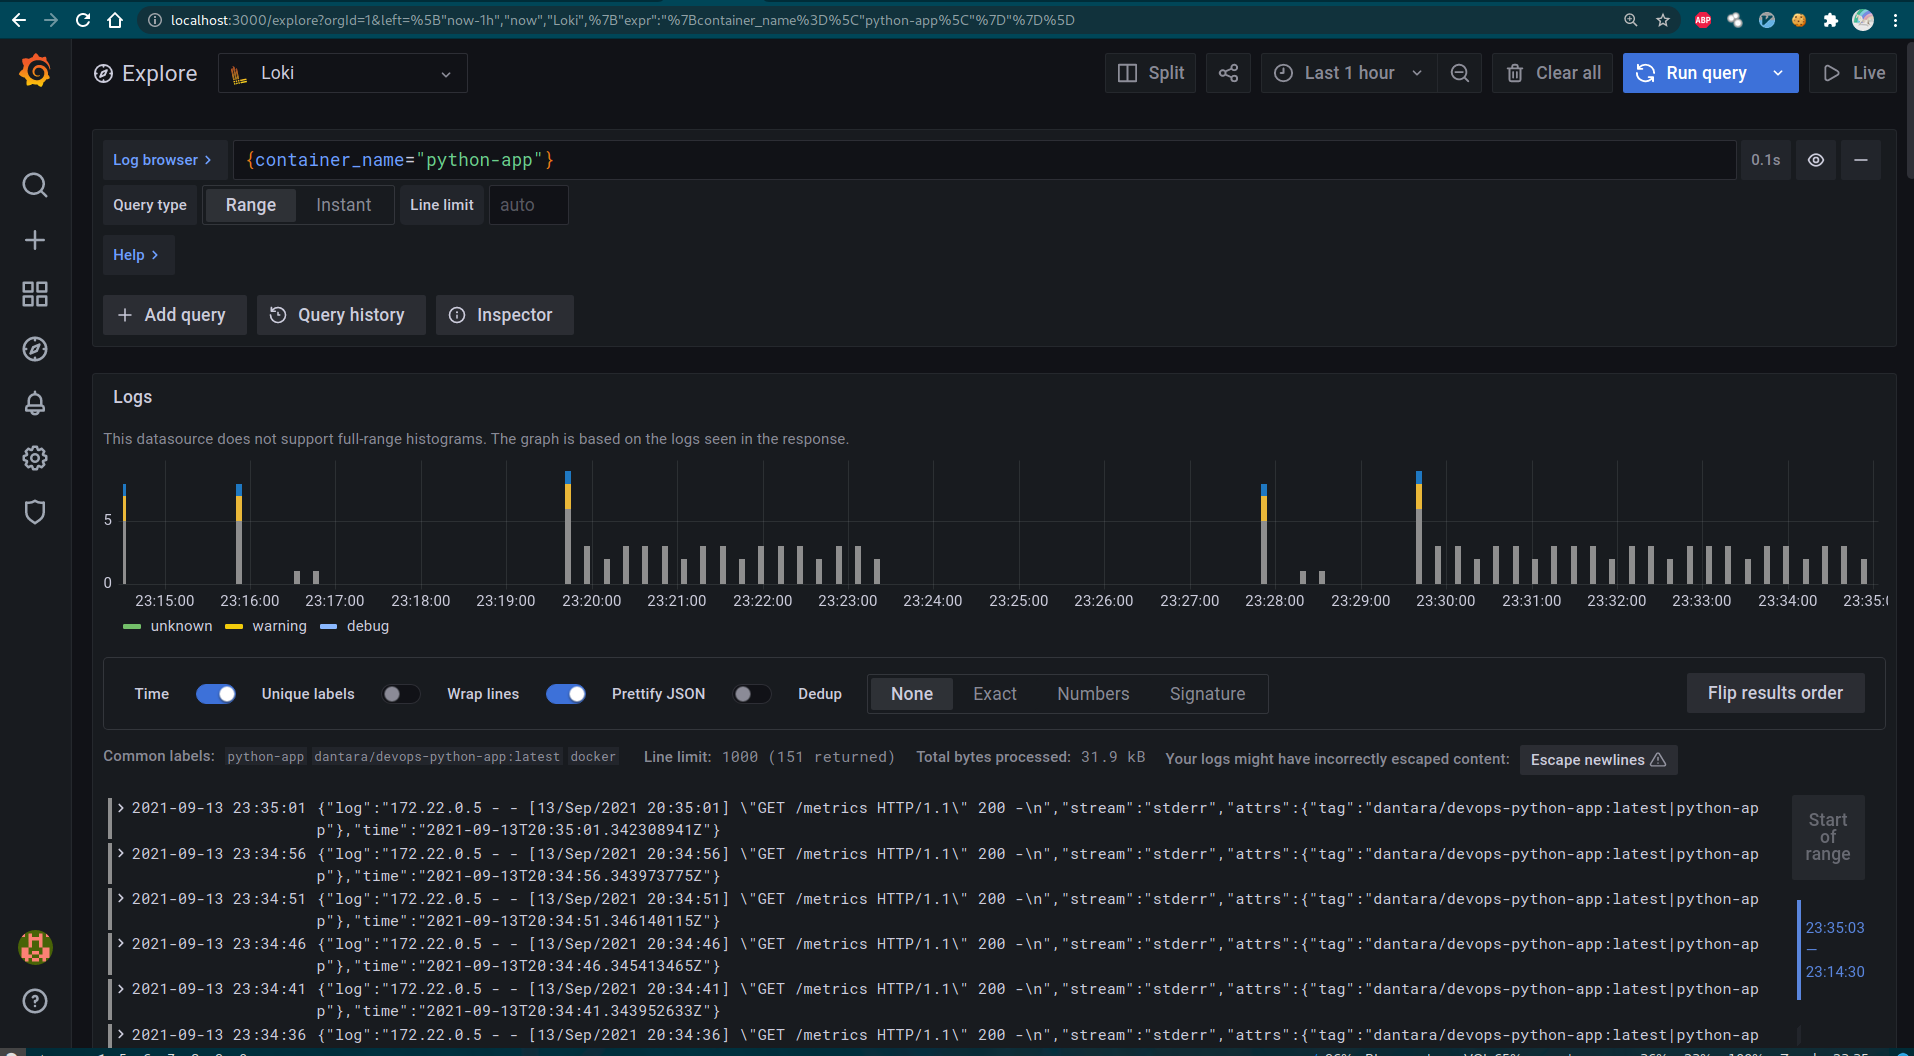 localhost:3000/explore?orgId=1&left=%5B"now-1h","now","Loki",%7B"expr":"%7Bcontainer_name%3D%5C"python-app%5C"%7D"%7D%5D
ABP
Explore
Loki
Split
Last 1 hour
Clear all
Run query
Live
Log browser >
{container_name="python-app"}
0.1s
Query type
Range
Instant
Line limit
auto
Help >
Add query
Query history
Inspector
Logs
This datasource does not support full-range histograms. The graph is based on the logs seen in the response.
5
0
23:15:00 23:16:00 23:17:00 23:18:00 23:19:00 23:20:00 23:21:00 23:22:00 23:23:00 23:24:00 23:25:00 23:26:00 23:27:00 23:28:00 23:29:00 23:30:00 23:31:00 23:32:00 23:33:00 23:34:00 23:35:0
unknown warning debug
Time
Unique labels
Wrap lines
Prettify JSON
Dedup
None
Exact
Numbers
Signature
Flip results order
Common labels: python-app dantara/devops-python-app:latest docker Line limit: 1000 (151 returned) Total bytes processed: 31.9 kB Your logs might have incorrectly escaped content: Escape newlines
> 2021-09-13 23:35:01 {"log":"172.22.0.5 - - [13/Sep/2021 20:35:01] \"GET /metrics HTTP/1.1\" 200 -\n","stream":"stderr","attrs":{"tag":"dantara/devops-python-app:latest|python-ap
p"},"time":"2021-09-13T20:35:01.342308941Z"}
> 2021-09-13 23:34:56 {"log":"172.22.0.5 - - [13/Sep/2021 20:34:56] \"GET /metrics HTTP/1.1\" 200 -\n","stream":"stderr","attrs":{"tag":"dantara/devops-python-app:latest|python-ap
p"},"time":"2021-09-13T20:34:56.343973775Z"}
> 2021-09-13 23:34:51 {"log":"172.22.0.5 - - [13/Sep/2021 20:34:51] \"GET /metrics HTTP/1.1\" 200 -\n","stream":"stderr","attrs":{"tag":"dantara/devops-python-app:latest|python-ap
p"},"time":"2021-09-13T20:34:51.346140115Z"}
> 2021-09-13 23:34:46 {"log":"172.22.0.5 - - [13/Sep/2021 20:34:46] \"GET /metrics HTTP/1.1\" 200 -\n","stream":"stderr","attrs":{"tag":"dantara/devops-python-app:latest|python-ap
p"},"time":"2021-09-13T20:34:46.345413465Z"}
> 2021-09-13 23:34:41 {"log":"172.22.0.5 - - [13/Sep/2021 20:34:41] \"GET /metrics HTTP/1.1\" 200 -\n","stream":"stderr","attrs":{"tag":"dantara/devops-python-app:latest|python-ap
p"},"time":"2021-09-13T20:34:41.343952633Z"}
> 2021-09-13 23:34:36 {"log":"172.22.0.5 - - [13/Sep/2021 20:34:36] \"GET /metrics HTTP/1.1\" 200 -\n","stream":"stderr","attrs":{"tag":"dantara/devops-python-app:latest|python-ap
Start
of
range
23:35:03
—
23:14:30